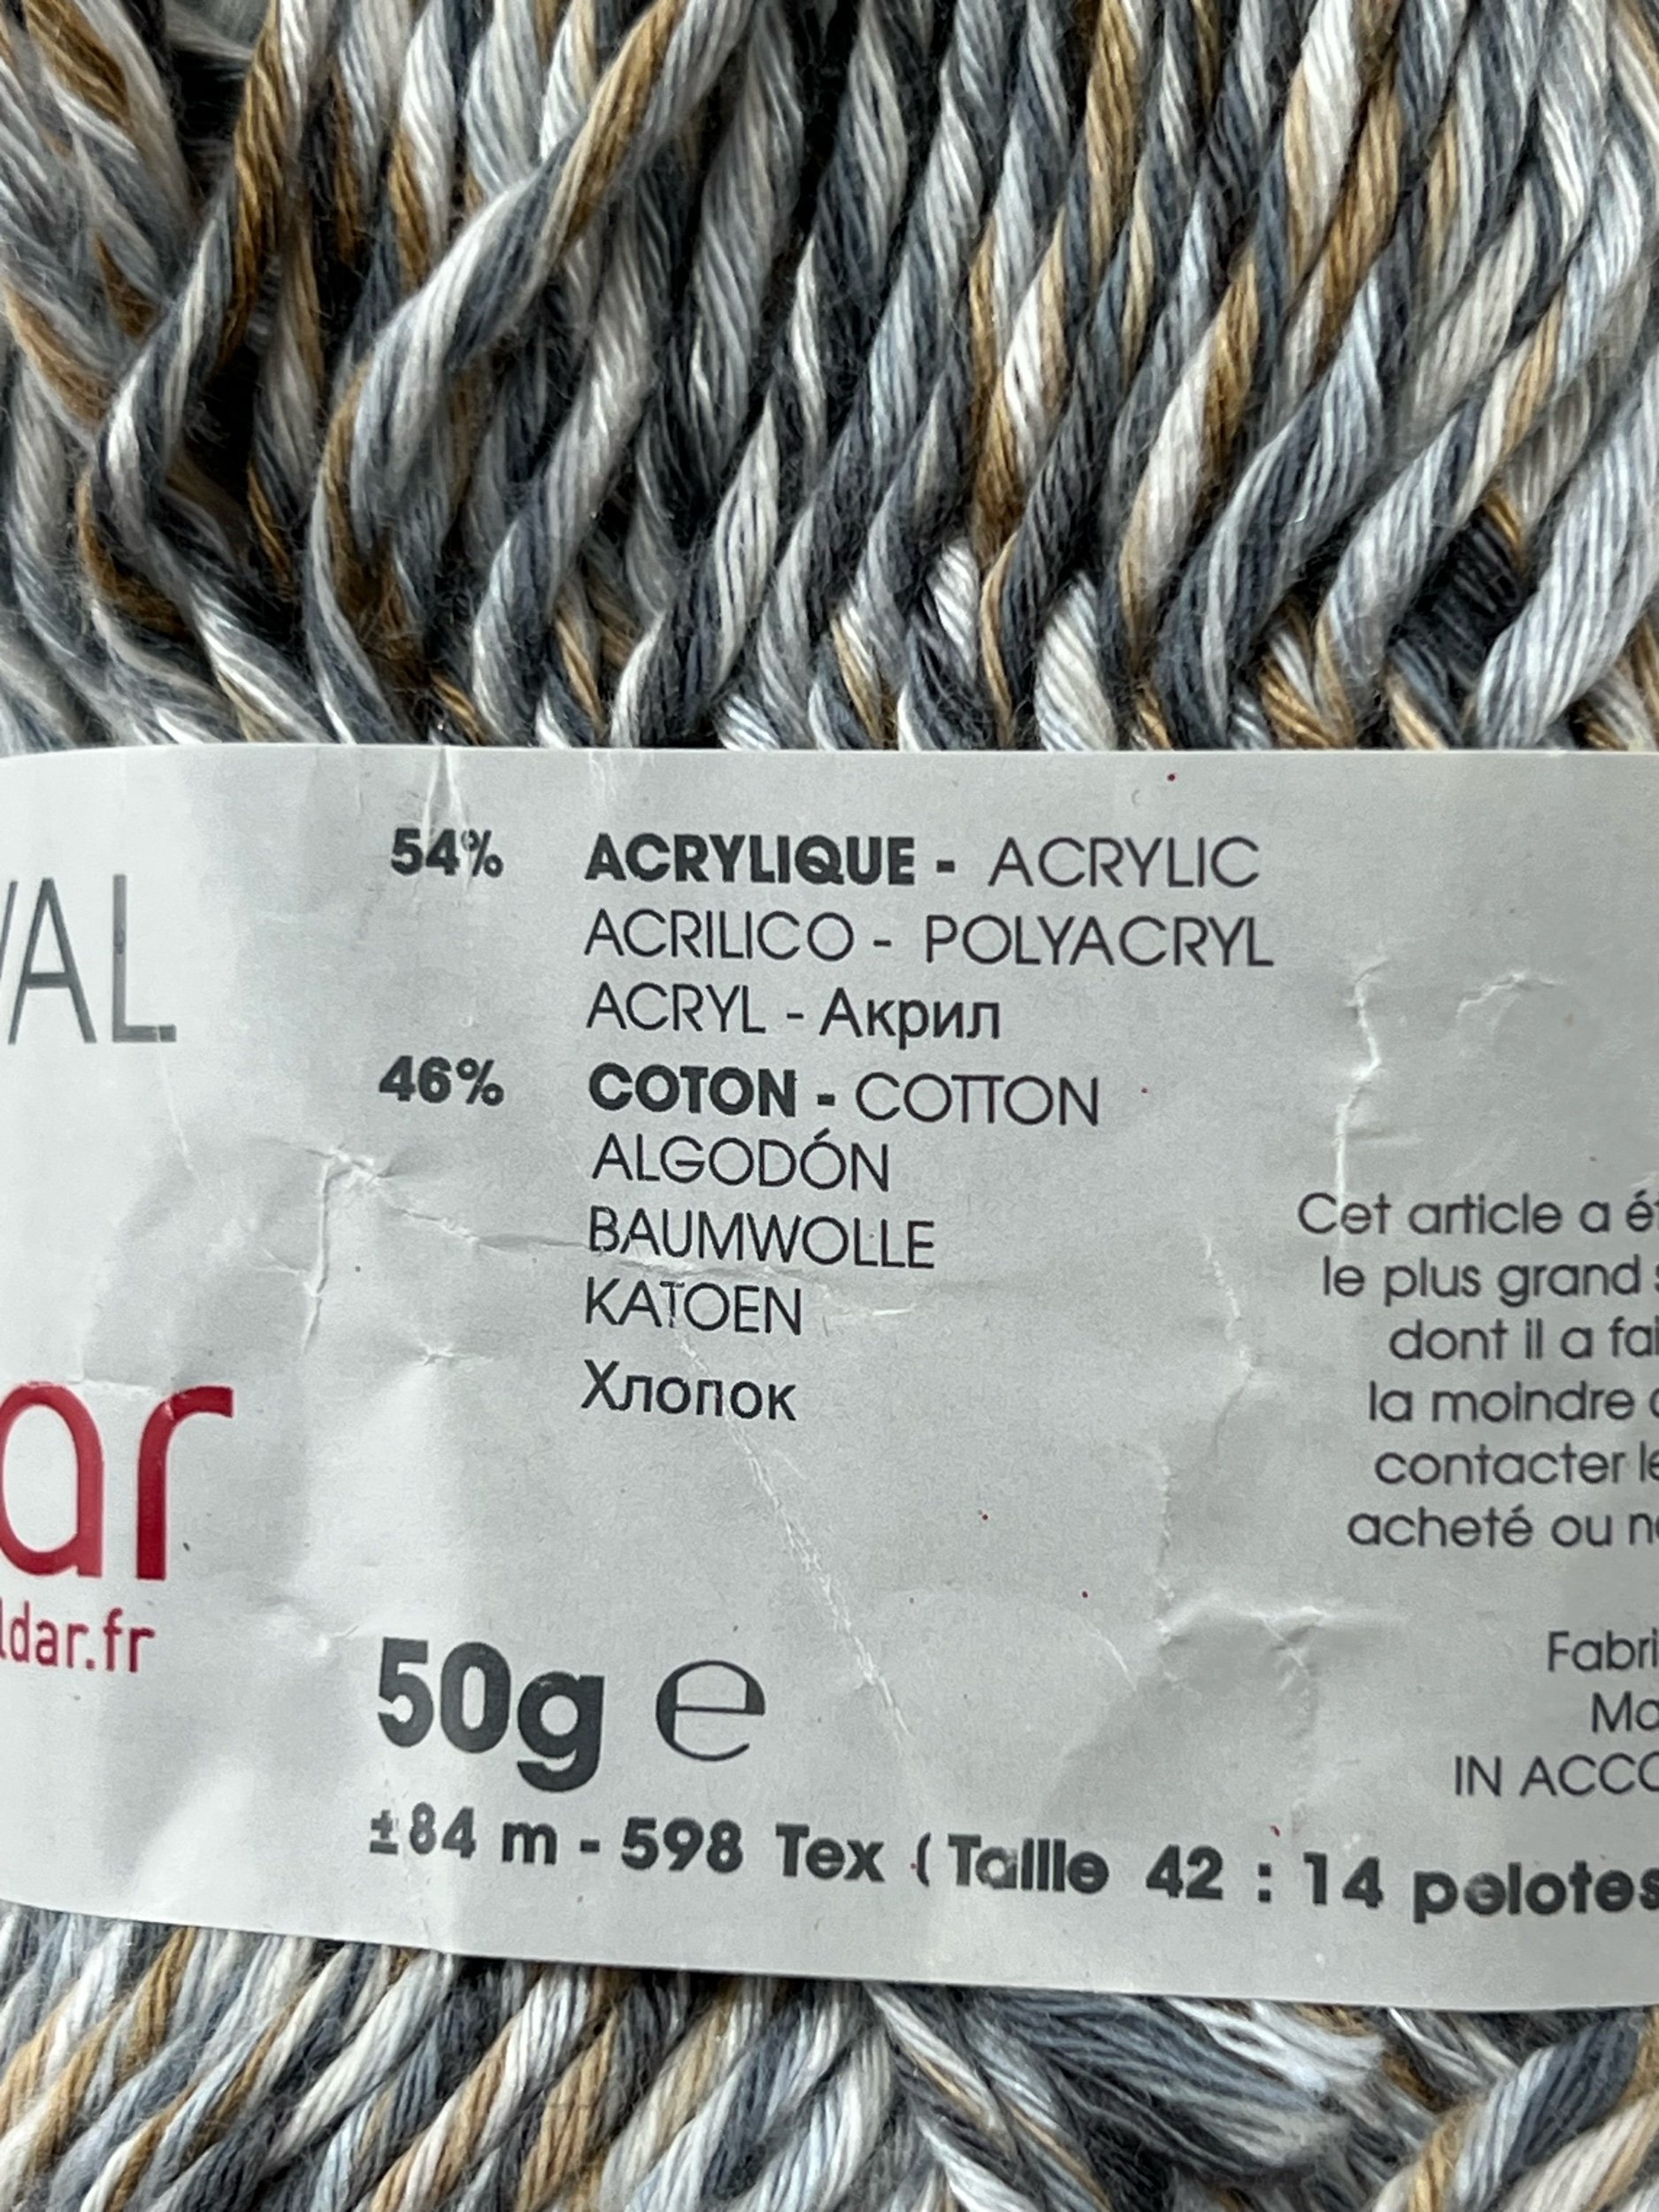 54% ACRYLIQUE - ACRYLIC
ACRILICO - POLYACRYL
ACRYL - Акрил
46% COTON - COTTON
ALGODÓN
BAUMWOLLE
KATOEN
Хлопок
50g ℮
±84 m - 598 Tex (Taille 42 : 14 pelotes
VAL
ar
ldar.fr
Cet article a ét
le plus grand s
dont il a fai
la moindre
contacter le
acheté ou n
Fabri
IN ACCO